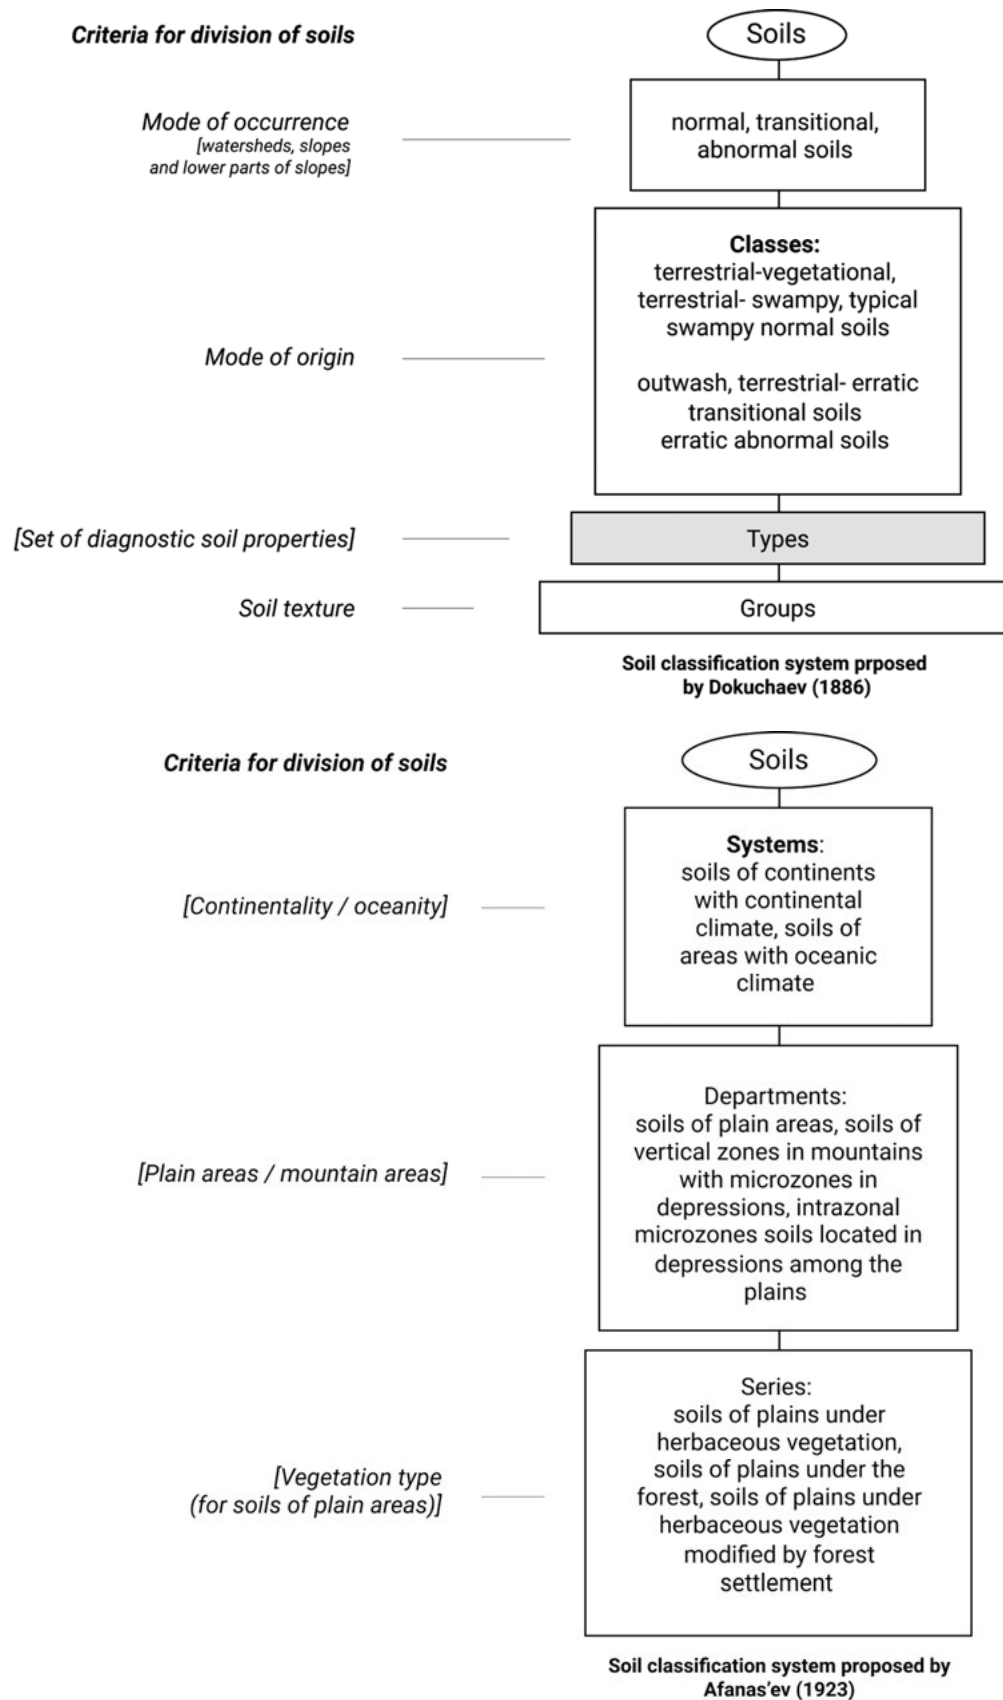 Criteria for division of soils
Soils
Mode of occurrence
[watersheds, slopes
and lower parts of slopes]
normal, transitional,
abnormal soils
Mode of origin
Classes:
terrestrial-vegetational,
terrestrial- swampy, typical
swampy normal soils
outwash, terrestrial- erratic
transitional soils
erratic abnormal soils
[Set of diagnostic soil properties]
Types
Soil texture
Groups
Soil classification system prposed
by Dokuchaev (1886)
Criteria for division of soils
Soils
[Continentality / oceanity]
Systems:
soils of continents
with continental
climate, soils of
areas with oceanic
climate
[Plain areas / mountain areas]
Departments:
soils of plain areas, soils of
vertical zones in mountains
with microzones in
depressions, intrazonal
microzones soils located in
depressions among the
plains
[Vegetation type
(for soils of plain areas)]
Series:
soils of plains under
herbaceous vegetation,
soils of plains under the
forest, soils of plains under
herbaceous vegetation
modified by forest
settlement
Soil classification system proposed by
Afanas'ev (1923)